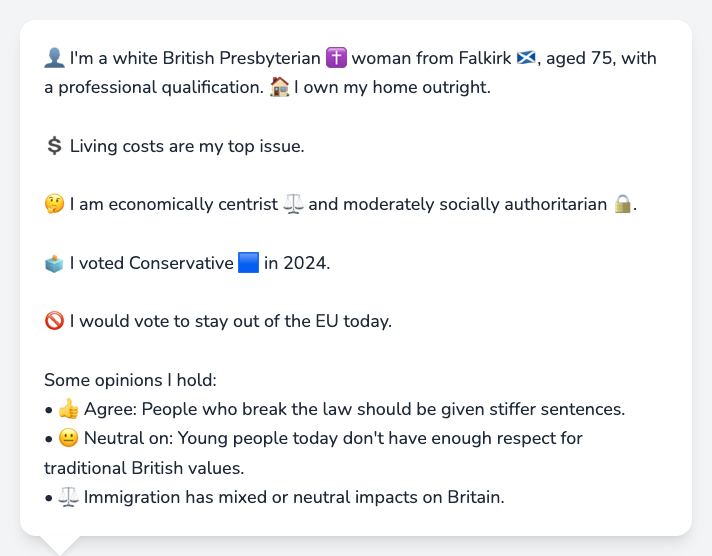 👤 I'm a white British Presbyterian ✝️ woman from Falkirk 🏴󠁧󠁢󠁳󠁣󠁴󠁿, aged 75, with
a professional qualification. 🏠 I own my home outright.
💲 Living costs are my top issue.
🤔 I am economically centrist ⚖️ and moderately socially authoritarian 🔒.
🗳️ I voted Conservative 🟦 in 2024.
🚫 I would vote to stay out of the EU today.
Some opinions I hold:
• 👍 Agree: People who break the law should be given stiffer sentences.
• 😐 Neutral on: Young people today don't have enough respect for
traditional British values.
• ⚖️ Immigration has mixed or neutral impacts on Britain.